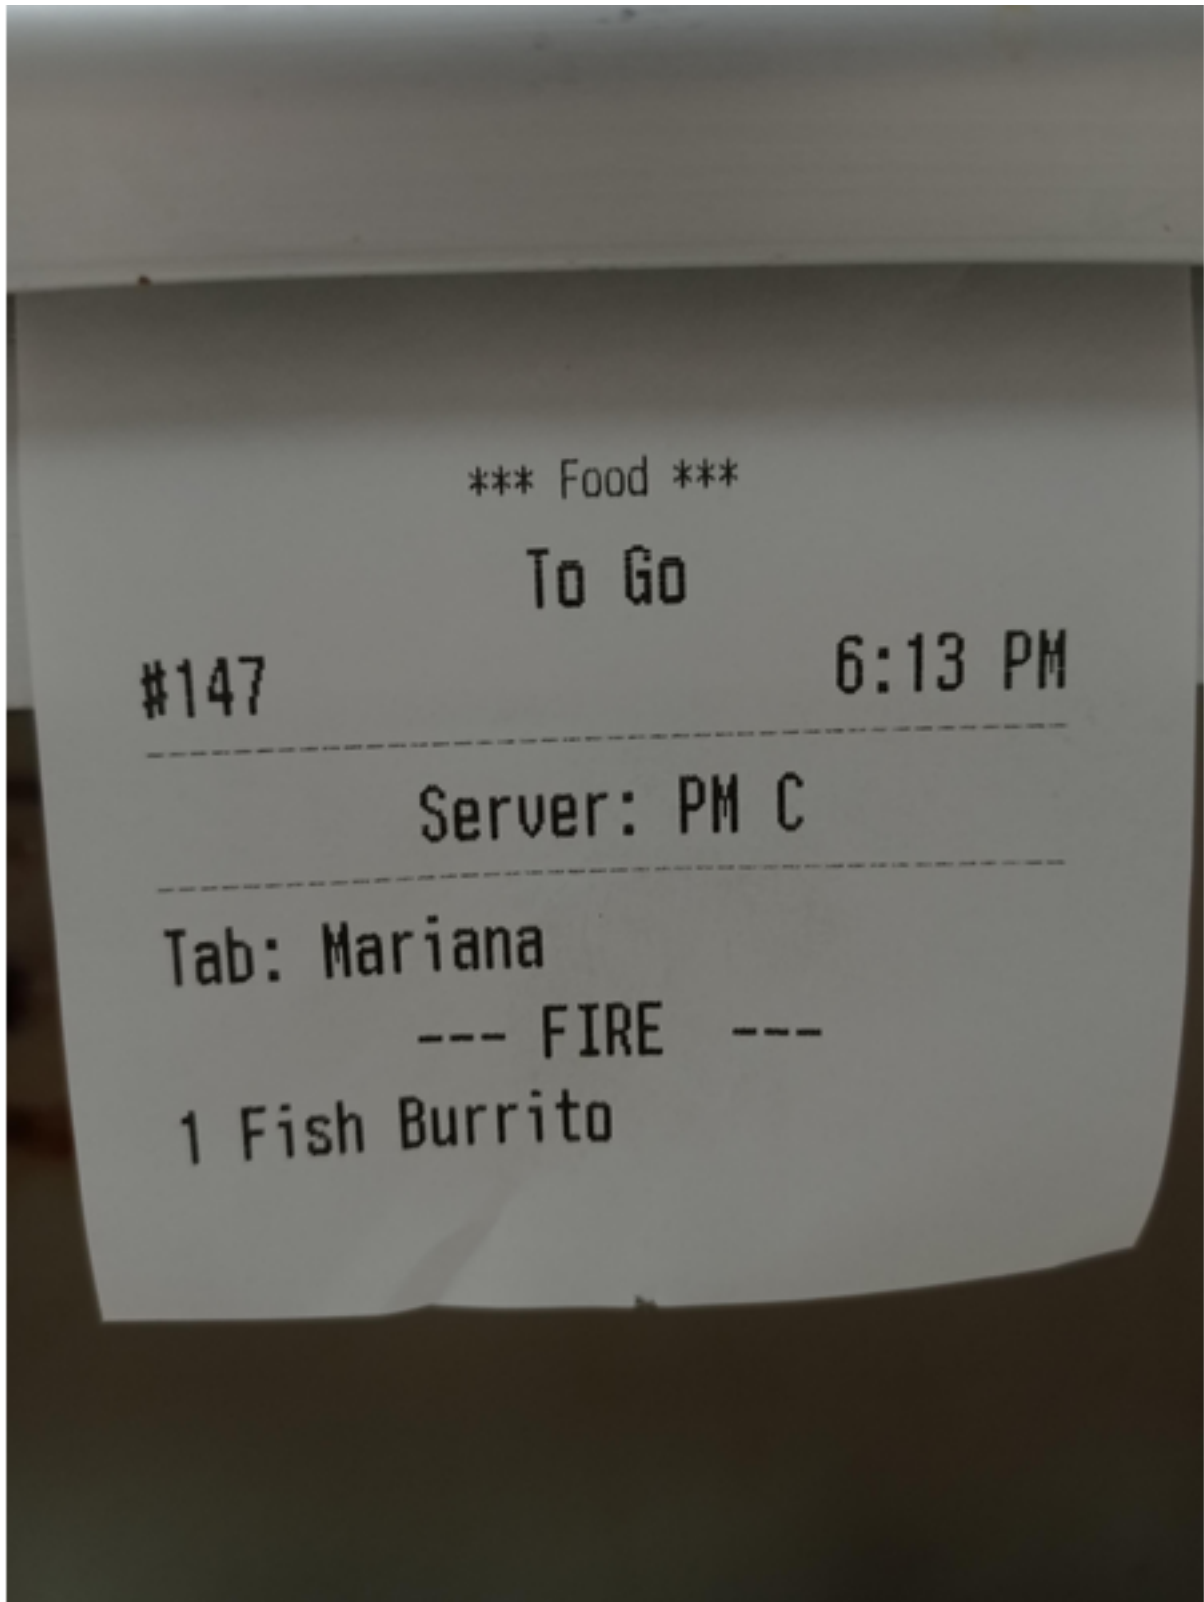 *** Food ***
To Go
#147 6:13 PM
Server: PM C
Tab: Mariana
--- FIRE ---
1 Fish Burrito